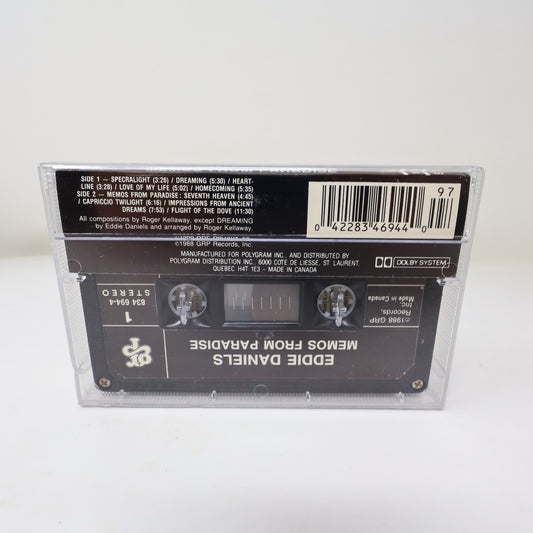 SIDE 1 — SPECRALIGHT (3:26) / DREAMING (5:30) / HEART-
LINE (3:28) / LOVE OF MY LIFE (5:02) / HOMECOMING (5:35)
SIDE 2 — MEMOS FROM PARADISE: SEVENTH HEAVEN (4:45)
/ CAPRICCIO TWILIGHT (6:16) / IMPRESSIONS FROM ANCIENT
DREAMS (7:53) / FLIGHT OF THE DOVE (11:30)
All compositions by Roger Kellaway, except DREAMING
by Eddie Daniels and arranged by Roger Kellaway.
97
0 42283 46944 0
©1988 GRP Records, Inc.
MANUFACTURED FOR POLYGRAM INC. AND DISTRIBUTED BY
POLYGRAM DISTRIBUTION INC. 6000 COTE DE LIESSE, ST. LAURENT.
QUEBEC H4T 1E3 - MADE IN CANADA
DOLBY SYSTEM
EDDIE DANIELS
MEMOS FROM PARADISE
1
834 694-4
STEREO
©1988 GRP
Records,
Inc.
Made in Canada